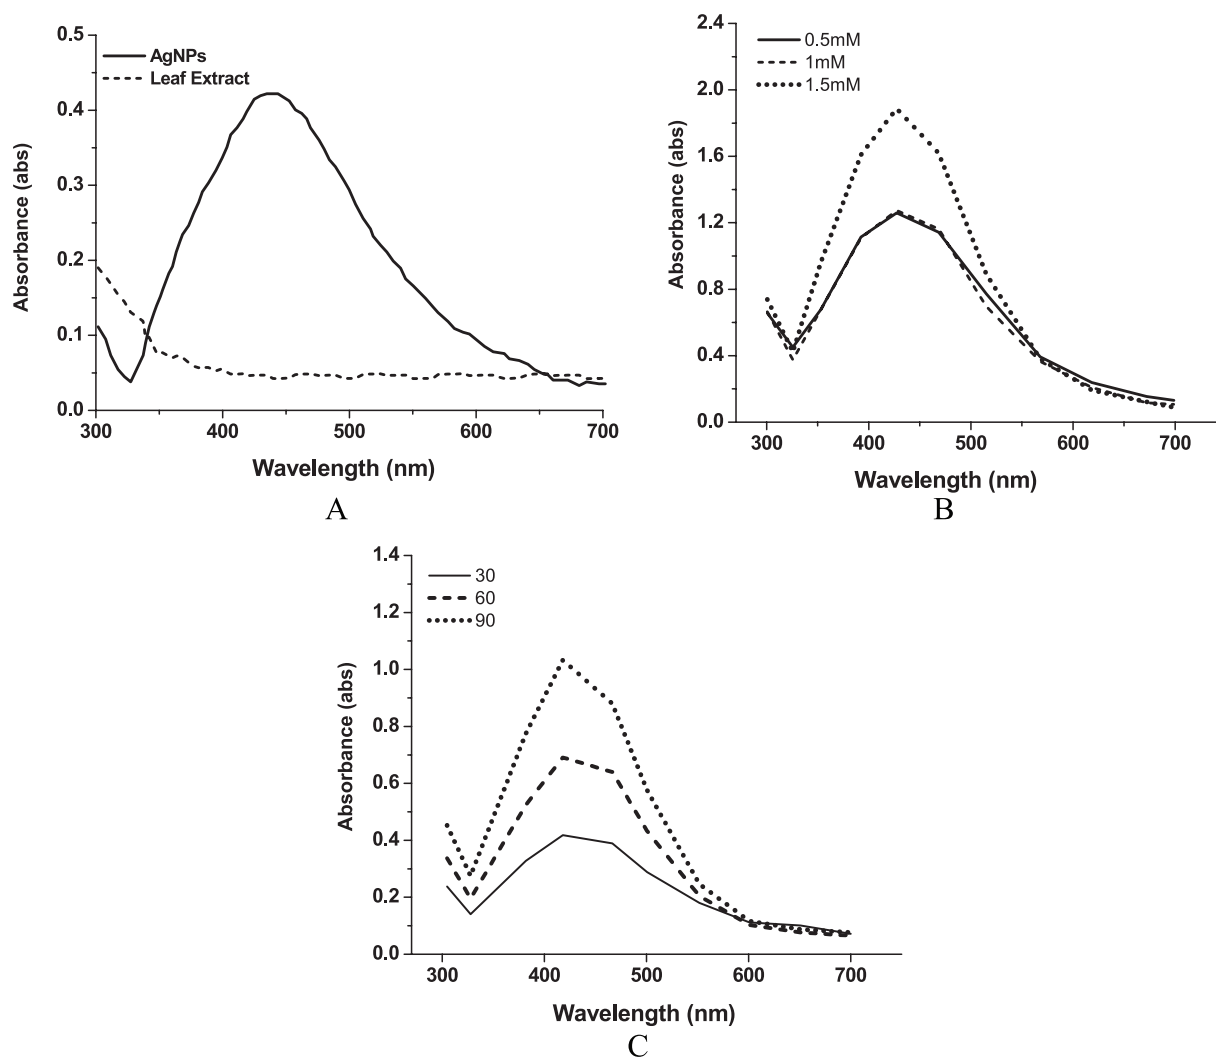 AgNPs
Leaf Extract
0.5
0.4
0.3
0.2
0.1
0.0
300 400 500 600 700
Absorbance (abs)
Wavelength (nm)
A
0.5mM
1mM
1.5mM
2.4
2.0
1.6
1.2
0.8
0.4
0.0
300 400 500 600 700
Absorbance (abs)
Wavelength (nm)
B
30
60
90
1.4
1.2
1.0
0.8
0.6
0.4
0.2
0.0
300 400 500 600 700
Absorbance (abs)
Wavelength (nm)
C